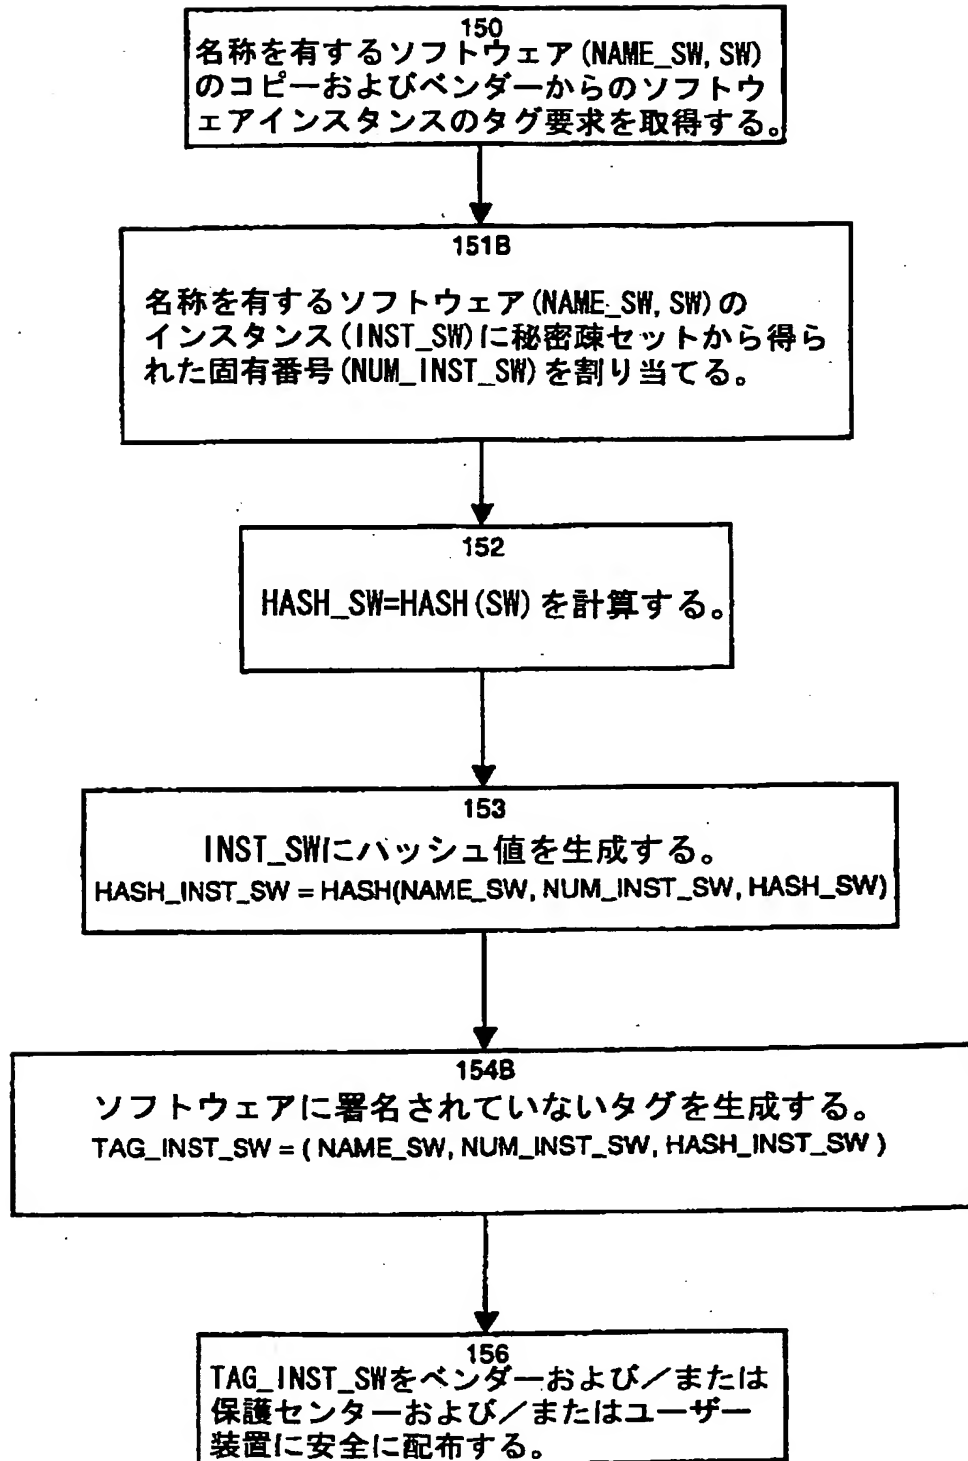 150
名称を有するソフトウェア(NAME_SW, SW)
のコピーおよびベンダーからのソフトウ
ェアインスタンスのタグ要求を取得する。
151B
名称を有するソフトウェア(NAME_SW, SW)の
インスタンス(INST_SW)に秘密疎セットから得ら
れた固有番号(NUM_INST_SW)を割り当てる。
152
HASH_SW=HASH(SW)を計算する。
153
INST_SWにハッシュ値を生成する。
HASH_INST_SW = HASH(NAME_SW, NUM_INST_SW, HASH_SW)
154B
ソフトウェアに署名されていないタグを生成する。
TAG_INST_SW = ( NAME_SW, NUM_INST_SW, HASH_INST_SW )
156
TAG_INST_SWをベンダーおよび／または
保護センターおよび／またはユーザー
装置に安全に配布する。